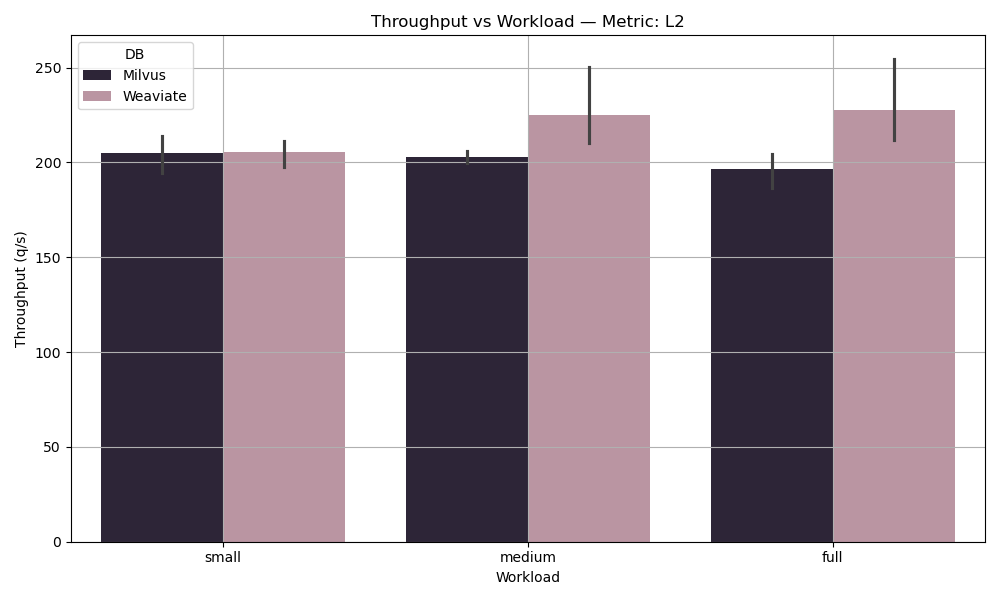 Throughput vs Workload — Metric: L2
DB
Milvus
Weaviate
Throughput (q/s)
250
200
150
100
50
0
small medium full
Workload